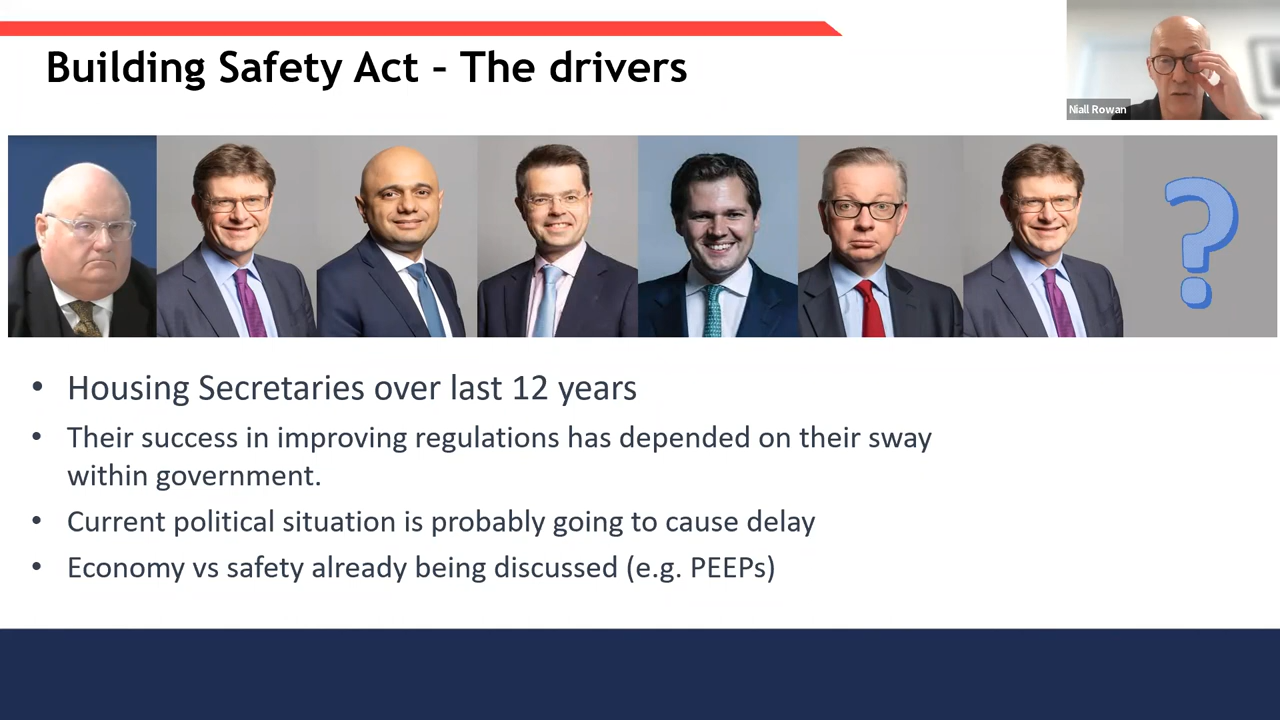 Building Safety Act - The drivers
Niall Rowan
?
• Housing Secretaries over last 12 years
• Their success in improving regulations has depended on their sway
within government.
• Current political situation is probably going to cause delay
• Economy vs safety already being discussed (e.g. PEEPs)